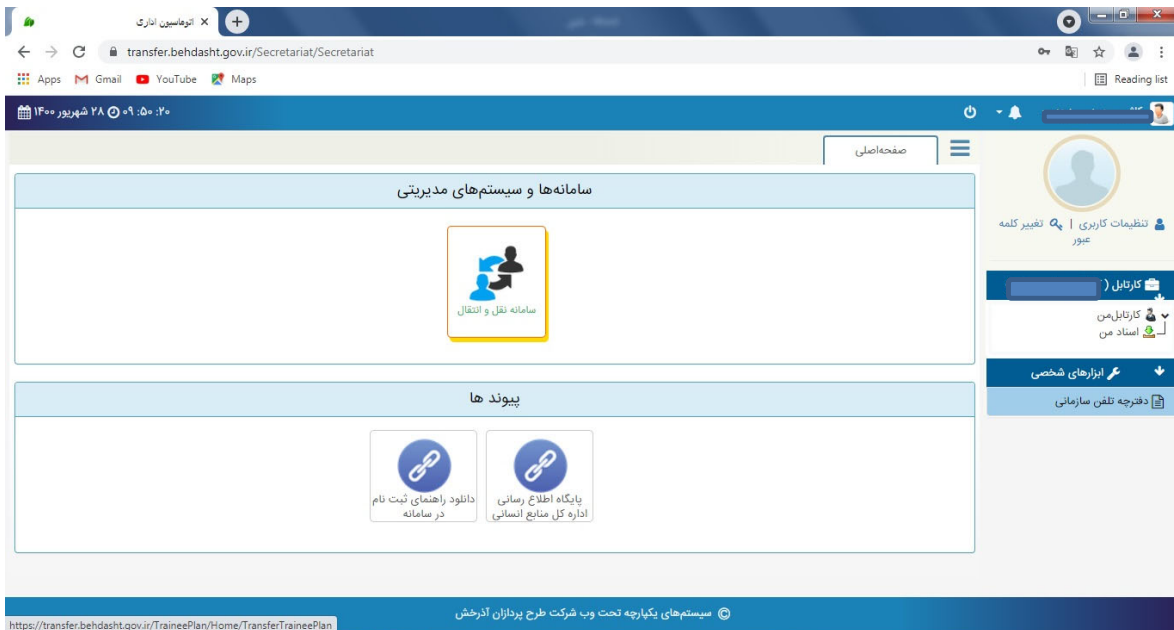 اتوماسیون اداری
transfer.behdasht.gov.ir/Secretariat/Secretariat
Apps Gmail YouTube Maps
Reading list
۲۸ شهریور ۱۴۰۰ ۰۹ :۵۰ :۲۰
صفحه‌اصلی
تنظیمات کاربری | تغییر کلمه
عبور
کارتابل (
کارتابل‌من
اسناد من
ابزارهای شخصی
دفترچه تلفن سازمانی
سامانه‌ها و سیستم‌های مدیریتی
سامانه نقل و انتقال
پیوند ها
پایگاه اطلاع رسانی
اداره کل منابع انسانی
دانلود راهنمای ثبت نام
در سامانه
© سیستم‌های یکپارچه تحت وب شرکت طرح پردازان آذرخش
https://transfer.behdasht.gov.ir/TraineePlan/Home/TransferTraineePlan